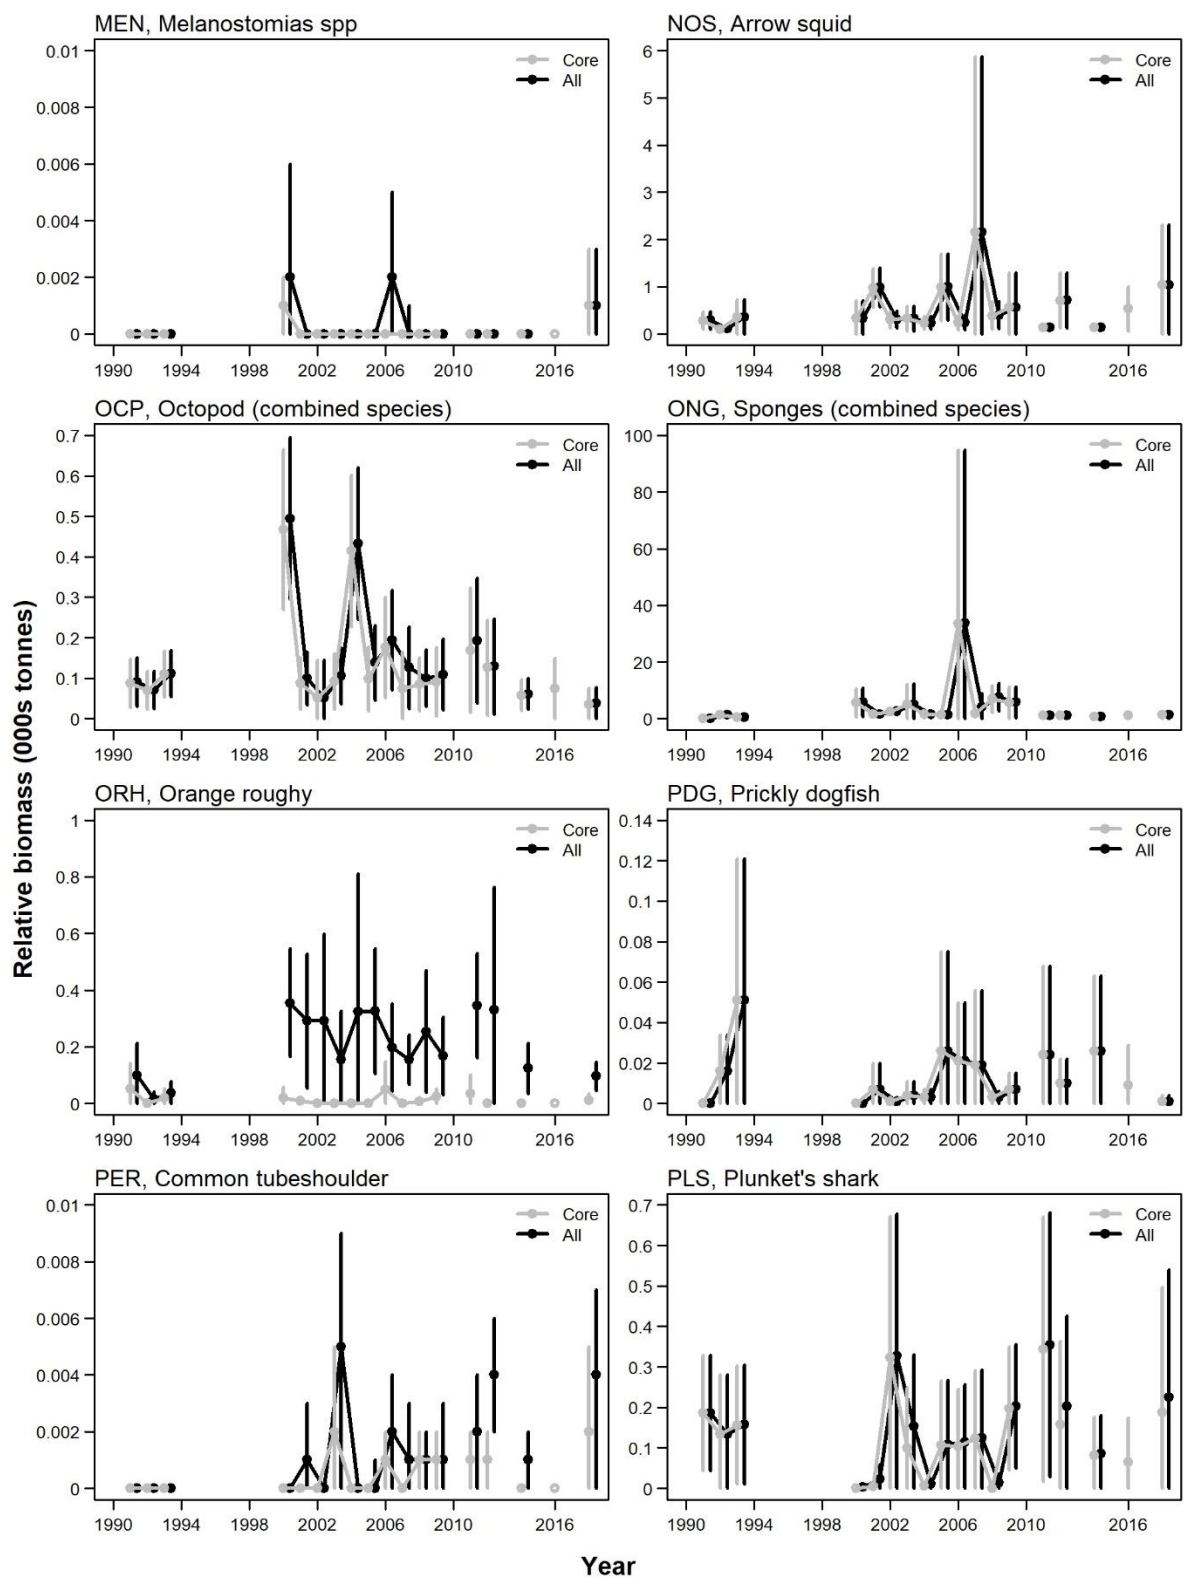 MEN, Melanostomias spp
0.01
0.008
0.006
0.004
0.002
0
Core
All
1990 1994 1998 2002 2006 2010 2016
NOS, Arrow squid
6
5
4
3
2
1
0
Core
All
1990 1994 1998 2002 2006 2010 2016
OCP, Octopod (combined species)
0.7
0.6
0.5
0.4
0.3
0.2
0.1
0
Core
All
1990 1994 1998 2002 2006 2010 2016
ONG, Sponges (combined species)
100
80
60
40
20
0
Core
All
1990 1994 1998 2002 2006 2010 2016
Relative biomass (000s tonnes)
ORH, Orange roughy
1
0.8
0.6
0.4
0.2
0
Core
All
1990 1994 1998 2002 2006 2010 2016
PDG, Prickly dogfish
0.14
0.12
0.1
0.08
0.06
0.04
0.02
0
Core
All
1990 1994 1998 2002 2006 2010 2016
PER, Common tubeshoulder
0.01
0.008
0.006
0.004
0.002
0
Core
All
1990 1994 1998 2002 2006 2010 2016
PLS, Plunket's shark
0.7
0.6
0.5
0.4
0.3
0.2
0.1
0
Core
All
1990 1994 1998 2002 2006 2010 2016
Year